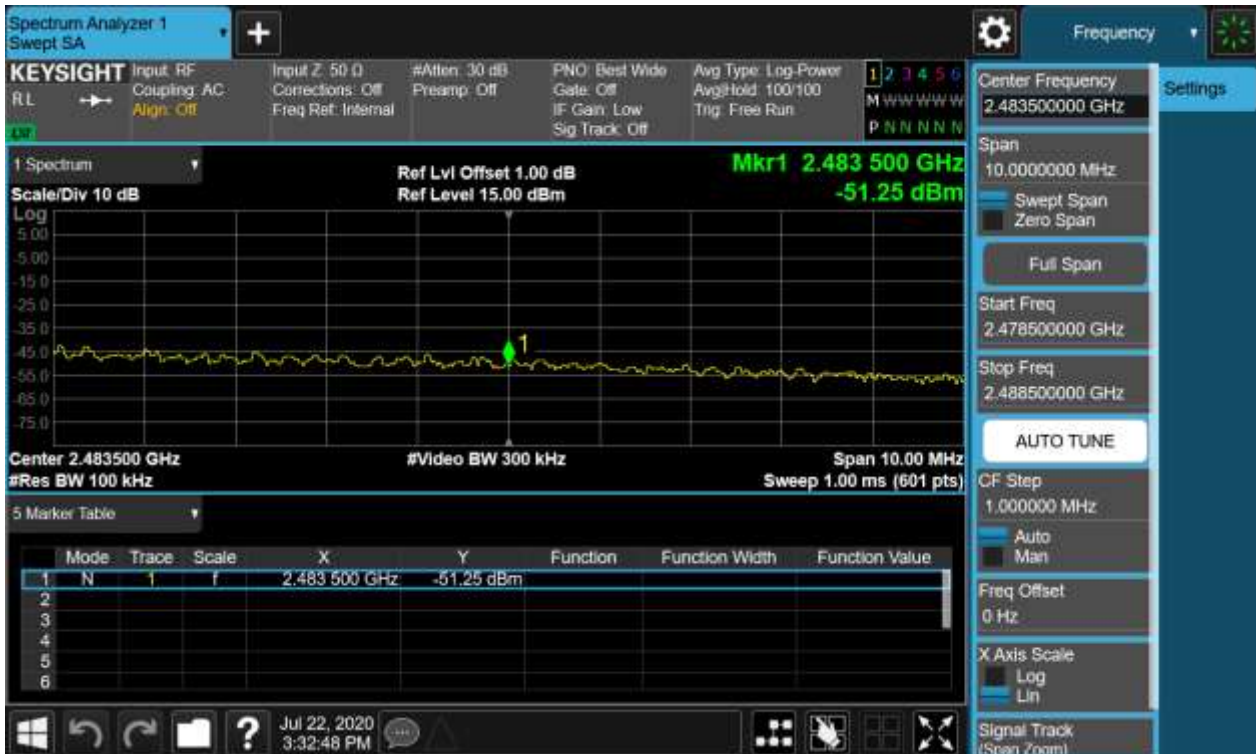 Spectrum Analyzer 1
Swept SA
Frequency
KEYSIGHT
RL
Input: RF
Coupling: AC
Align: Off
Input Z: 50 Ω
Corrections: Off
Freq Ref: Internal
#Atten: 30 dB
Preamp: Off
PNO: Best Wide
Gate: Off
IF Gain: Low
Sig Track: Off
Avg Type: Log-Power
Avg|Hold: 100/100
Trig: Free Run
1 2 3 4 5 6
M W W W W W
P N N N N N
1 Spectrum
Scale/Div 10 dB
Ref Lvl Offset 1.00 dB
Ref Level 15.00 dBm
Mkr1 2.483 500 GHz
-51.25 dBm
Log
5.00
-5.00
-15.0
-25.0
-35.0
-45.0
-55.0
-65.0
-75.0
1
Center 2.483500 GHz
#Res BW 100 kHz
#Video BW 300 kHz
Span 10.00 MHz
Sweep 1.00 ms (601 pts)
5 Marker Table
Mode Trace Scale X Y Function Function Width Function Value
1 N 1 f 2.483 500 GHz -51.25 dBm
2
3
4
5
6
Jul 22, 2020
3:32:48 PM
Center Frequency
2.483500000 GHz
Settings
Span
10.0000000 MHz
Swept Span
Zero Span
Full Span
Start Freq
2.478500000 GHz
Stop Freq
2.488500000 GHz
AUTO TUNE
CF Step
1.000000 MHz
Auto
Man
Freq Offset
0 Hz
X Axis Scale
Log
Lin
Signal Track
(Span Zoom)